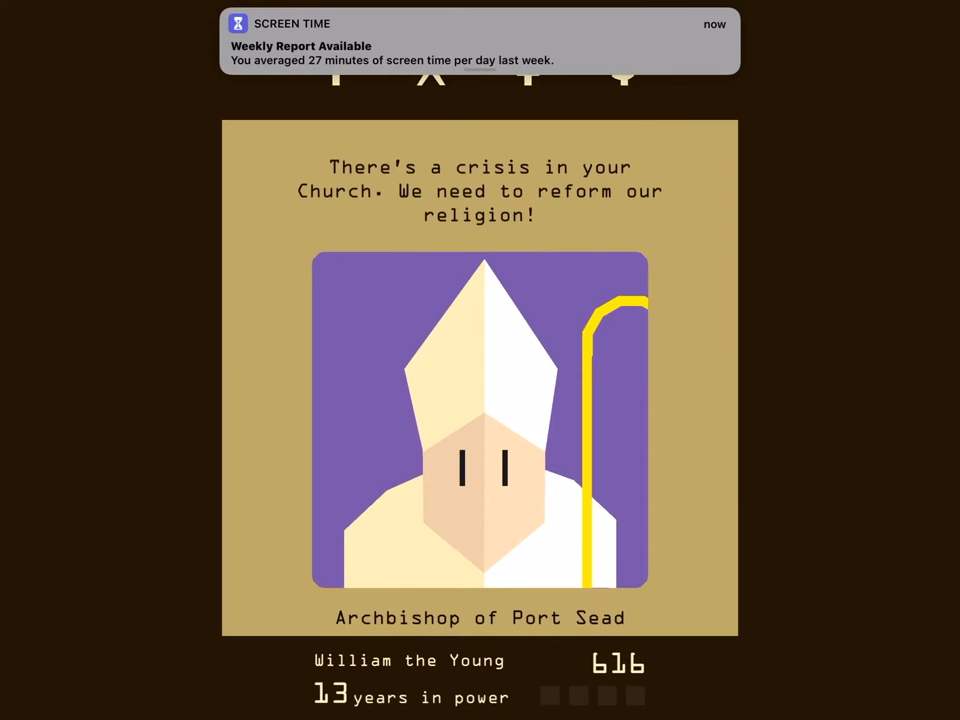 SCREEN TIME
now
Weekly Report Available
You averaged 27 minutes of screen time per day last week.
There's a crisis in your
Church. We need to reform our
religion!
Archbishop of Port Sead
William the Young
616
13 years in power